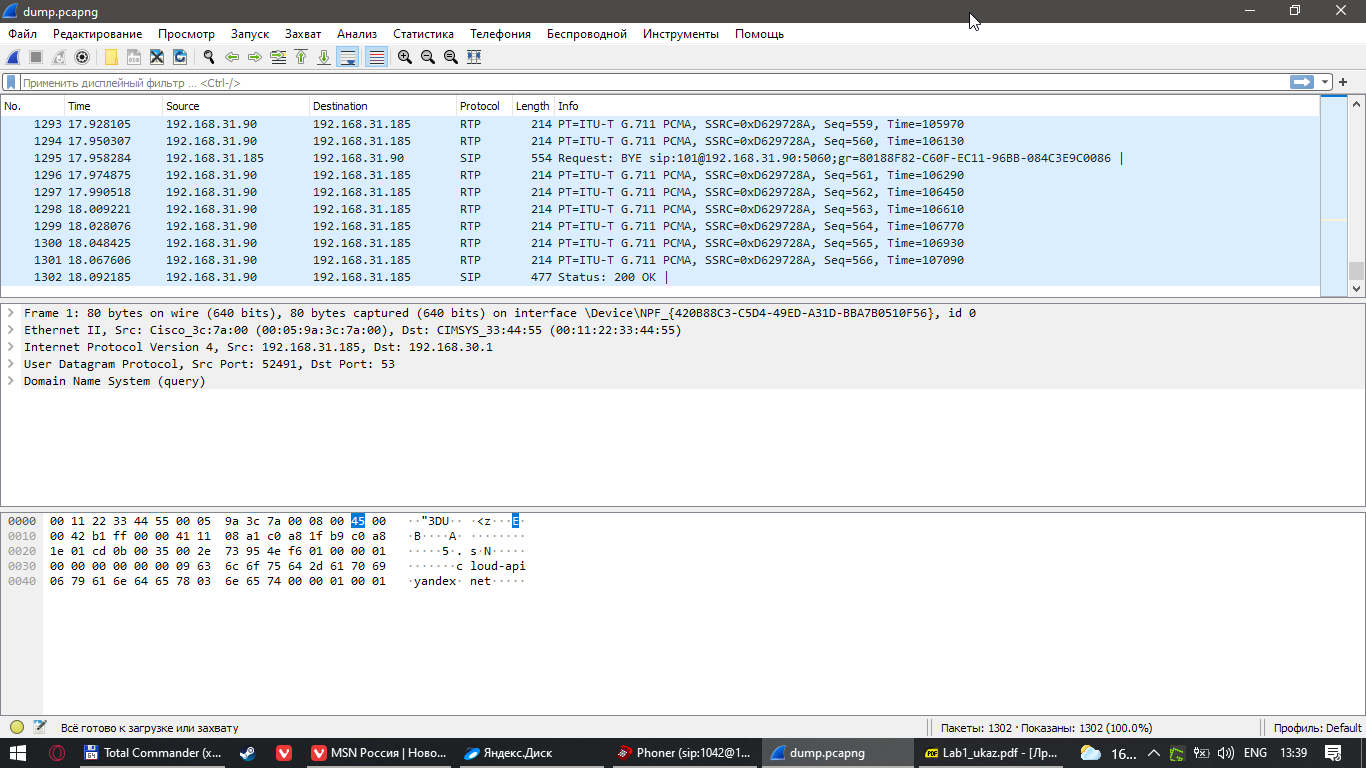 dump.pcapng
Файл Редактирование Просмотр Запуск Захват Анализ Статистика Телефония Беспроводной Инструменты Помощь
Применить дисплейный фильтр ... <Ctrl-/>
No. Time Source Destination Protocol Length Info
1293 17.928105 192.168.31.90 192.168.31.185 RTP 214 PT=ITU-T G.711 PCMA, SSRC=0xD629728A, Seq=559, Time=105970
1294 17.950307 192.168.31.90 192.168.31.185 RTP 214 PT=ITU-T G.711 PCMA, SSRC=0xD629728A, Seq=560, Time=106130
1295 17.958284 192.168.31.185 192.168.31.90 SIP 554 Request: BYE sip:101@192.168.31.90:5060;gr=80188F82-C60F-EC11-96BB-084C3E9C0086 |
1296 17.974875 192.168.31.90 192.168.31.185 RTP 214 PT=ITU-T G.711 PCMA, SSRC=0xD629728A, Seq=561, Time=106290
1297 17.990518 192.168.31.90 192.168.31.185 RTP 214 PT=ITU-T G.711 PCMA, SSRC=0xD629728A, Seq=562, Time=106450
1298 18.009221 192.168.31.90 192.168.31.185 RTP 214 PT=ITU-T G.711 PCMA, SSRC=0xD629728A, Seq=563, Time=106610
1299 18.028076 192.168.31.90 192.168.31.185 RTP 214 PT=ITU-T G.711 PCMA, SSRC=0xD629728A, Seq=564, Time=106770
1300 18.048425 192.168.31.90 192.168.31.185 RTP 214 PT=ITU-T G.711 PCMA, SSRC=0xD629728A, Seq=565, Time=106930
1301 18.067606 192.168.31.90 192.168.31.185 RTP 214 PT=ITU-T G.711 PCMA, SSRC=0xD629728A, Seq=566, Time=107090
1302 18.092185 192.168.31.90 192.168.31.185 SIP 477 Status: 200 OK |
Frame 1: 80 bytes on wire (640 bits), 80 bytes captured (640 bits) on interface \Device\NPF_{420B88C3-C5D4-49ED-A31D-BBA7B0510F56}, id 0
Ethernet II, Src: Cisco_3c:7a:00 (00:05:9a:3c:7a:00), Dst: CIMSYS_33:44:55 (00:11:22:33:44:55)
Internet Protocol Version 4, Src: 192.168.31.185, Dst: 192.168.30.1
User Datagram Protocol, Src Port: 52491, Dst Port: 53
Domain Name System (query)
0000 00 11 22 33 44 55 00 05 9a 3c 7a 00 08 00 45 00 ··"3DU·· ·<z···E·
0010 00 42 b1 ff 00 00 41 11 08 a1 c0 a8 1f b9 c0 a8 ·B····A· ········
0020 1e 01 cd 0b 00 35 00 2e 73 95 4e f6 01 00 00 01 ·····5·. s·N·····
0030 00 00 00 00 00 00 09 63 6c 6f 75 64 2d 61 70 69 ·······c loud-api
0040 06 79 61 6e 64 65 78 03 6e 65 74 00 00 01 00 01 ·yandex· net·····
Всё готово к загрузке или захвату Пакеты: 1302 · Показаны: 1302 (100.0%) Профиль: Default
64 Total Commander (x... MSN Россия | Ново... Яндекс.Диск Phoner (sip:1042@1... dump.pcapng PDF Lab1_ukaz.pdf - [Лр... 16... ENG 13:39